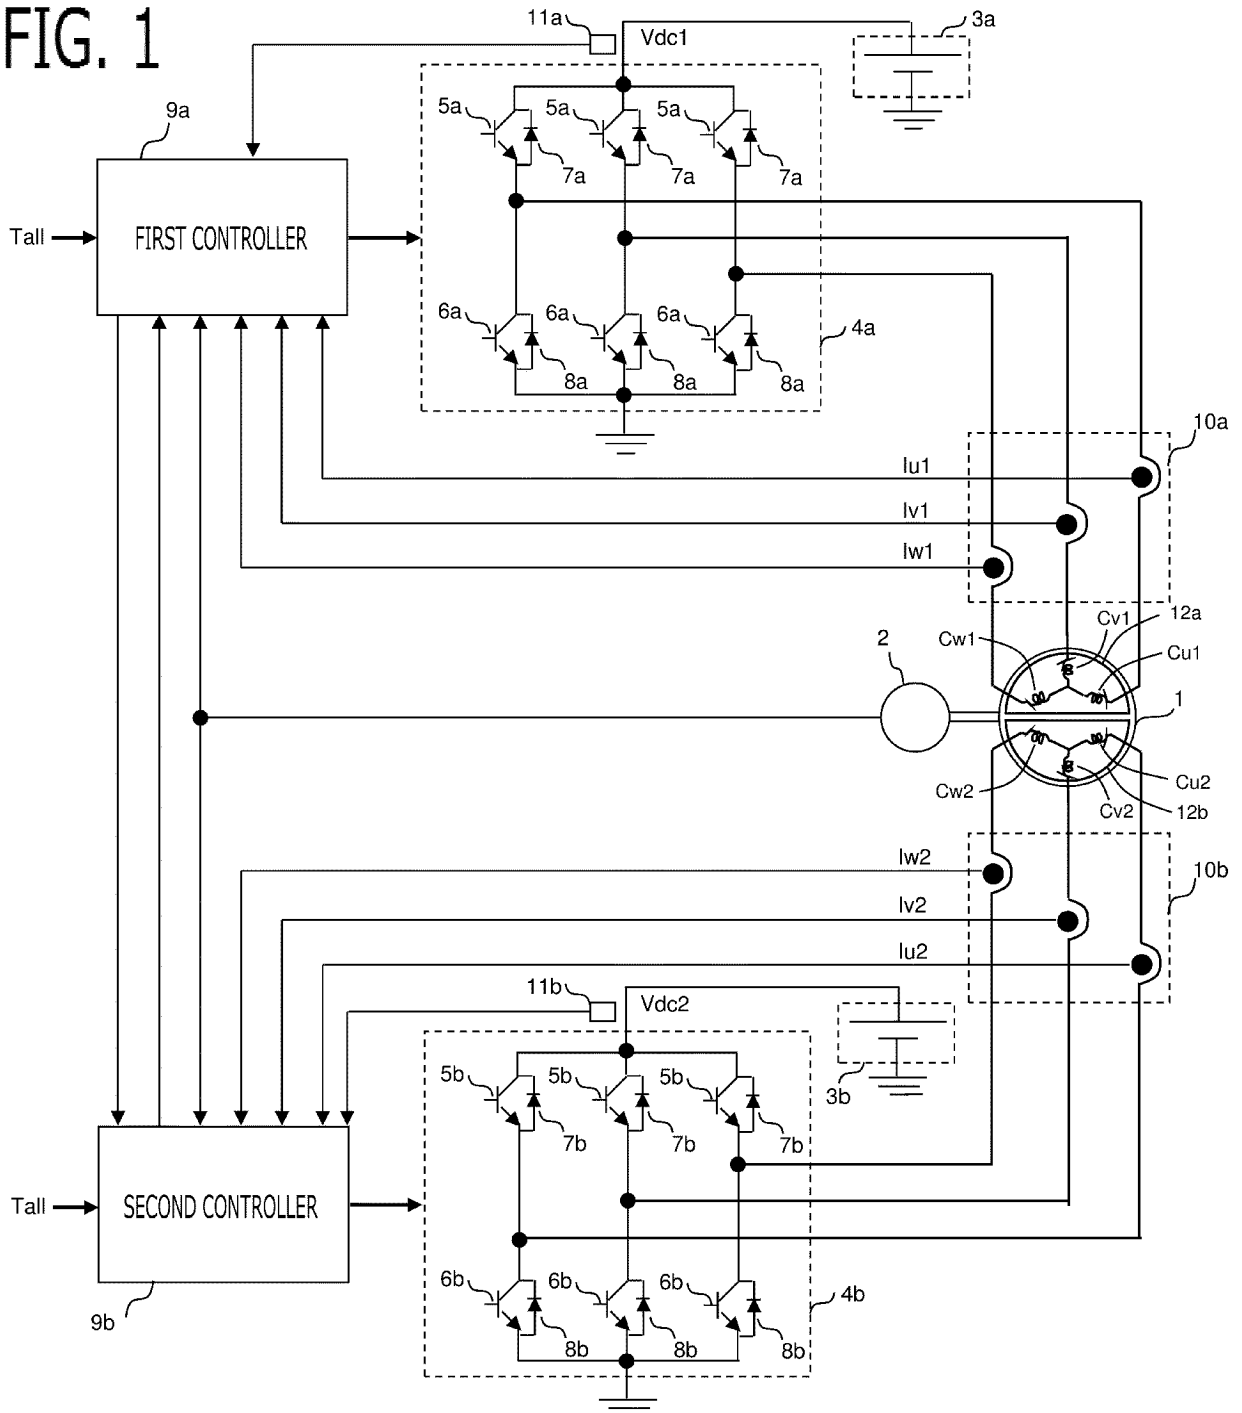 FIG. 1
11a
Vdc1
3a
9a
5a 5a 5a
7a 7a 7a
Tall
FIRST CONTROLLER
6a 6a 6a
4a
8a 8a 8a
10a
Iu1
Iv1
Iw1
Cv1
12a
Cw1
2
Cu1
1
Cw2
Cu2
Cv2
12b
Iw2
10b
Iv2
Iu2
11b
Vdc2
5b 5b 5b
3b
7b 7b 7b
Tall
SECOND CONTROLLER
6b 6b 6b
4b
9b
8b 8b 8b